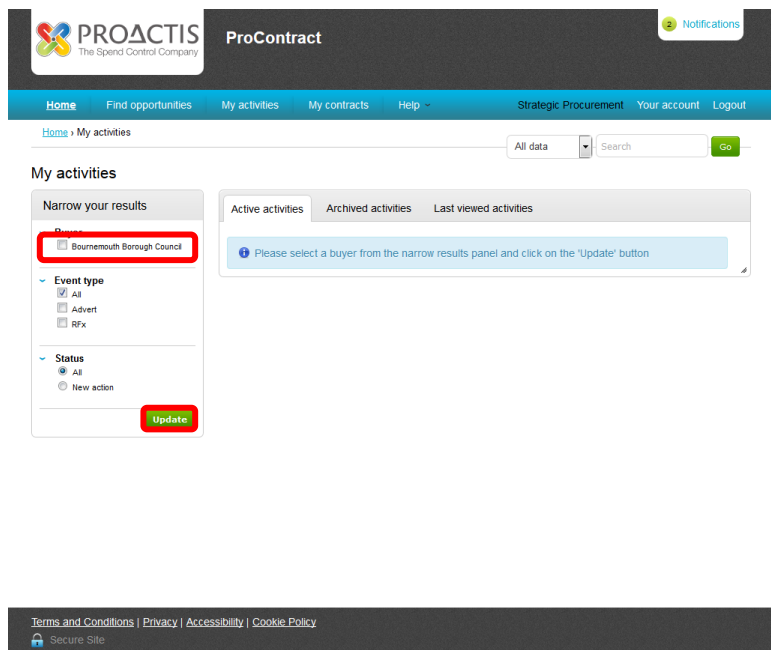 PROACTIS
The Spend Control Company
ProContract
2 Notifications
Home Find opportunities My activities My contracts Help Strategic Procurement Your account Logout
Home › My activities
All data Search Go
My activities
Narrow your results
Buyer
Bournemouth Borough Council
Event type
All
Advert
RFx
Status
All
New action
Update
Active activities Archived activities Last viewed activities
Please select a buyer from the narrow results panel and click on the 'Update' button
Terms and Conditions | Privacy | Accessibility | Cookie Policy
Secure Site